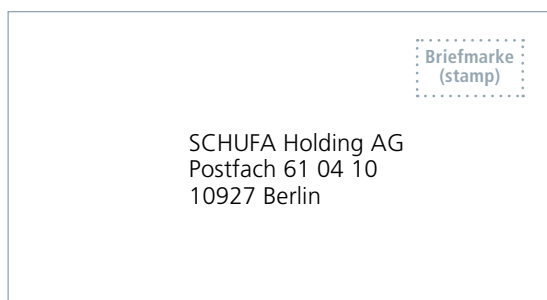 Briefmarke
(stamp)
SCHUFA Holding AG
Postfach 61 04 10
10927 Berlin